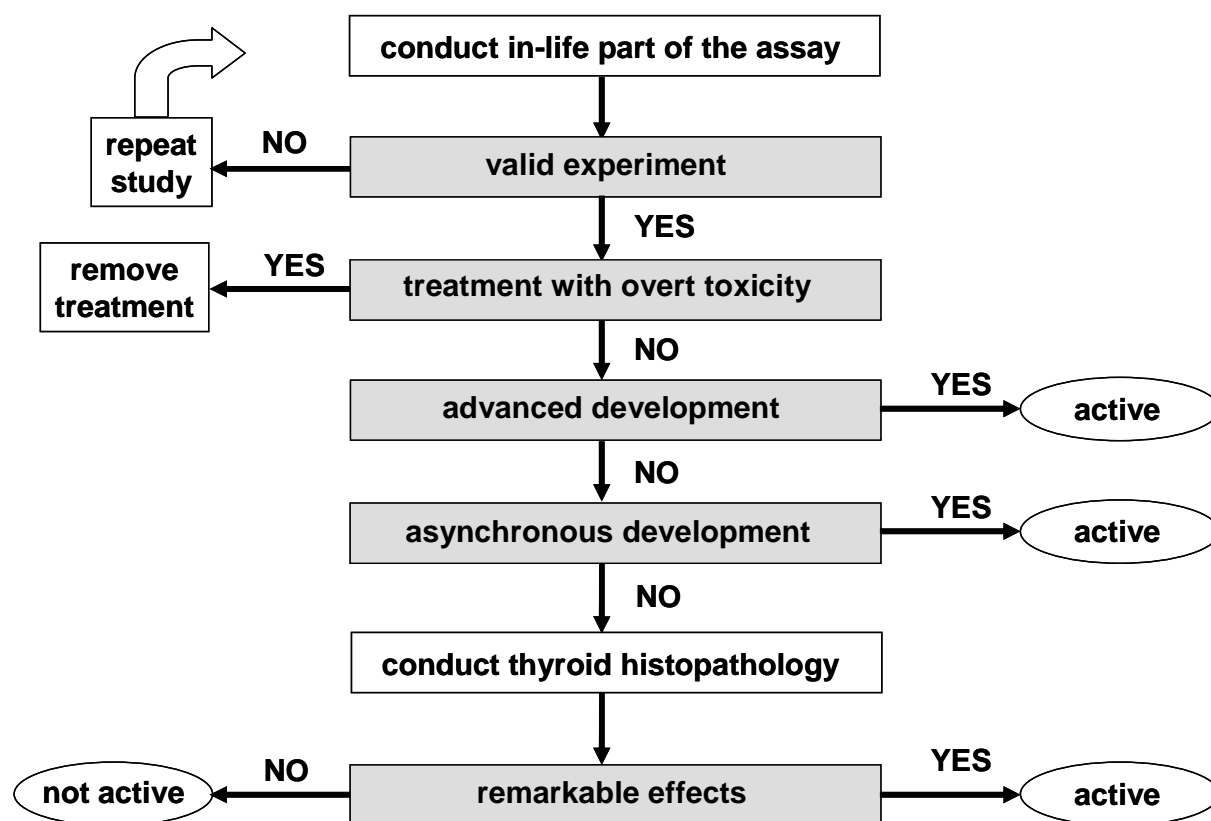 conduct in-life part of the assay
repeat
study
NO
valid experiment
YES
remove
treatment
YES
treatment with overt toxicity
NO
advanced development
YES
active
NO
asynchronous development
YES
active
NO
conduct thyroid histopathology
not active
NO
remarkable effects
YES
active